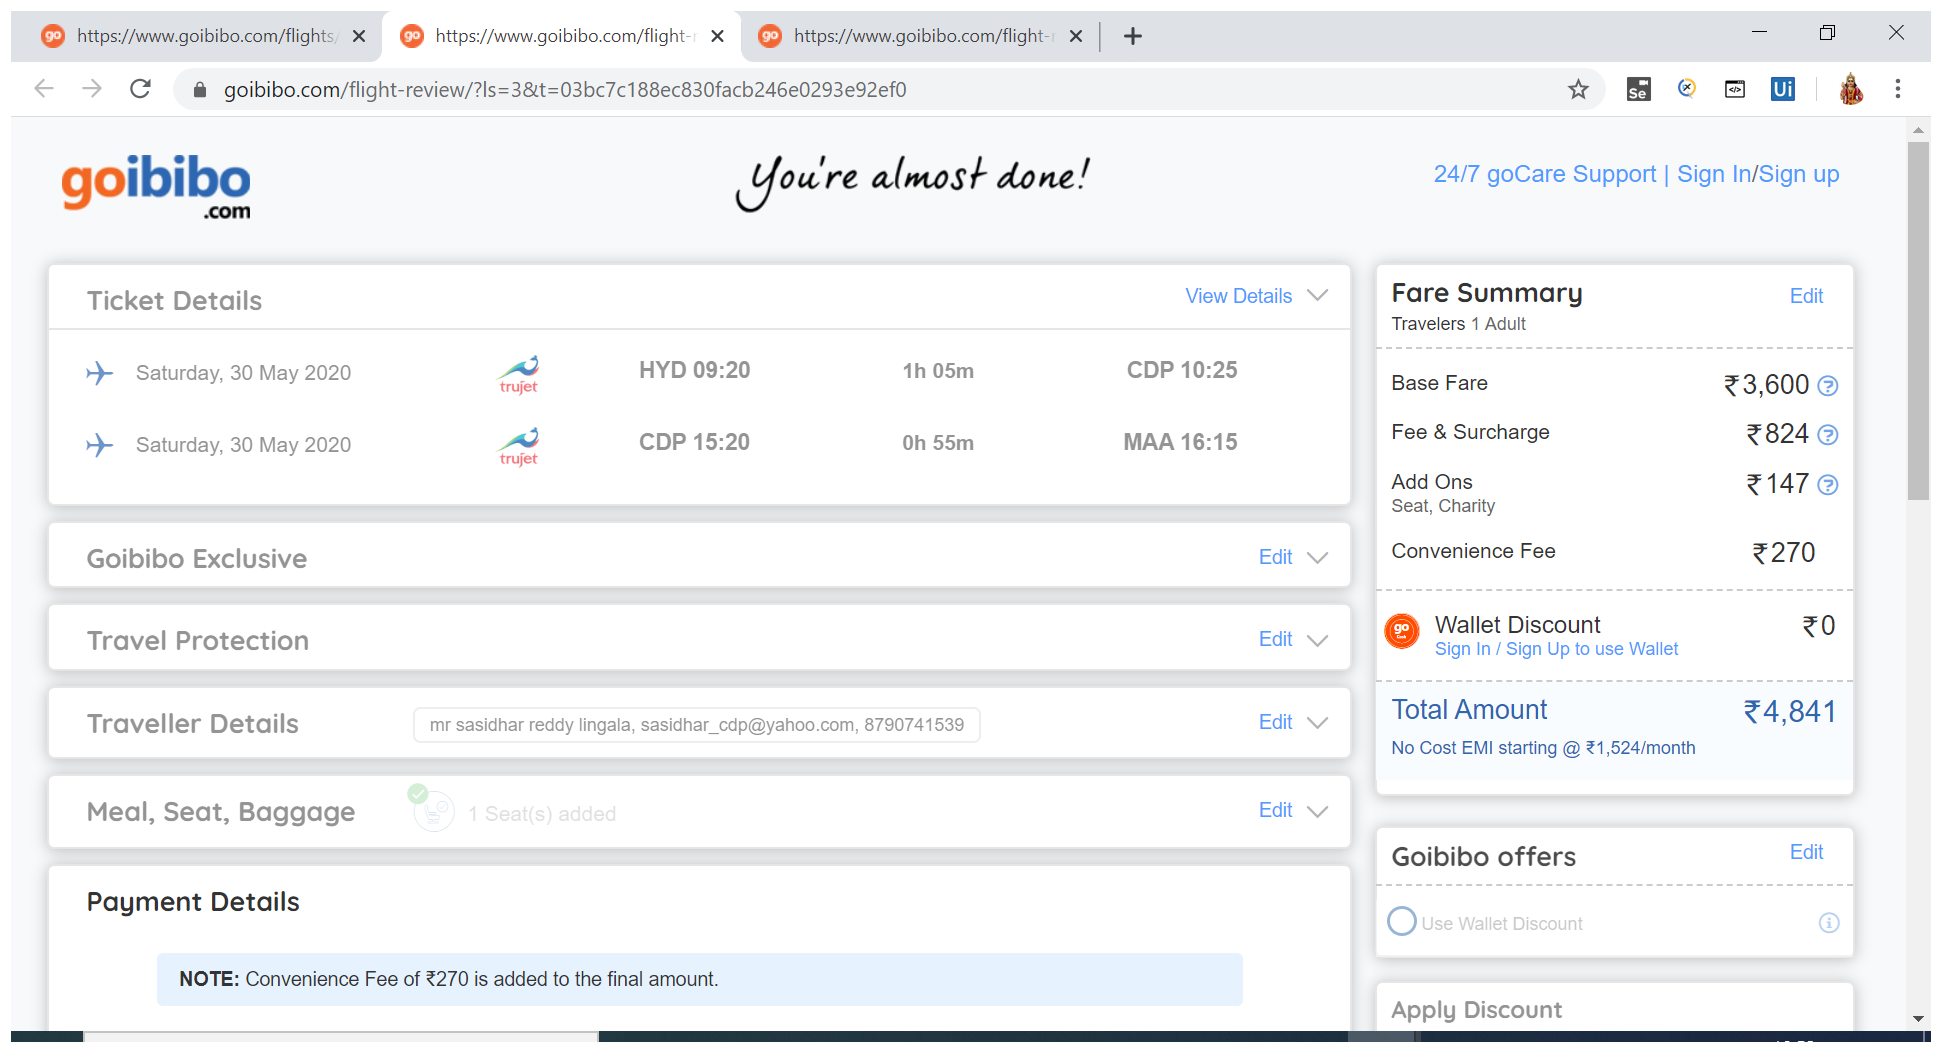 https://www.goibibo.com/flights/
https://www.goibibo.com/flight-r
https://www.goibibo.com/flight-r
goibibo.com/flight-review/?ls=3&t=03bc7c188ec830facb246e0293e92ef0
Se
</>
Ui
goibibo
.com
You're almost done!
24/7 goCare Support | Sign In/Sign up
Ticket Details
View Details
Saturday, 30 May 2020
trujet
HYD 09:20
1h 05m
CDP 10:25
Saturday, 30 May 2020
trujet
CDP 15:20
0h 55m
MAA 16:15
Goibibo Exclusive
Edit
Travel Protection
Edit
Traveller Details
mr sasidhar reddy lingala, sasidhar_cdp@yahoo.com, 8790741539
Edit
Meal, Seat, Baggage
1 Seat(s) added
Edit
Payment Details
NOTE: Convenience Fee of ₹270 is added to the final amount.
Fare Summary
Edit
Travelers 1 Adult
Base Fare
₹3,600
Fee & Surcharge
₹824
Add Ons
₹147
Seat, Charity
Convenience Fee
₹270
go
Wallet Discount
₹0
Sign In / Sign Up to use Wallet
Total Amount
₹4,841
No Cost EMI starting @ ₹1,524/month
Goibibo offers
Edit
Use Wallet Discount
Apply Discount